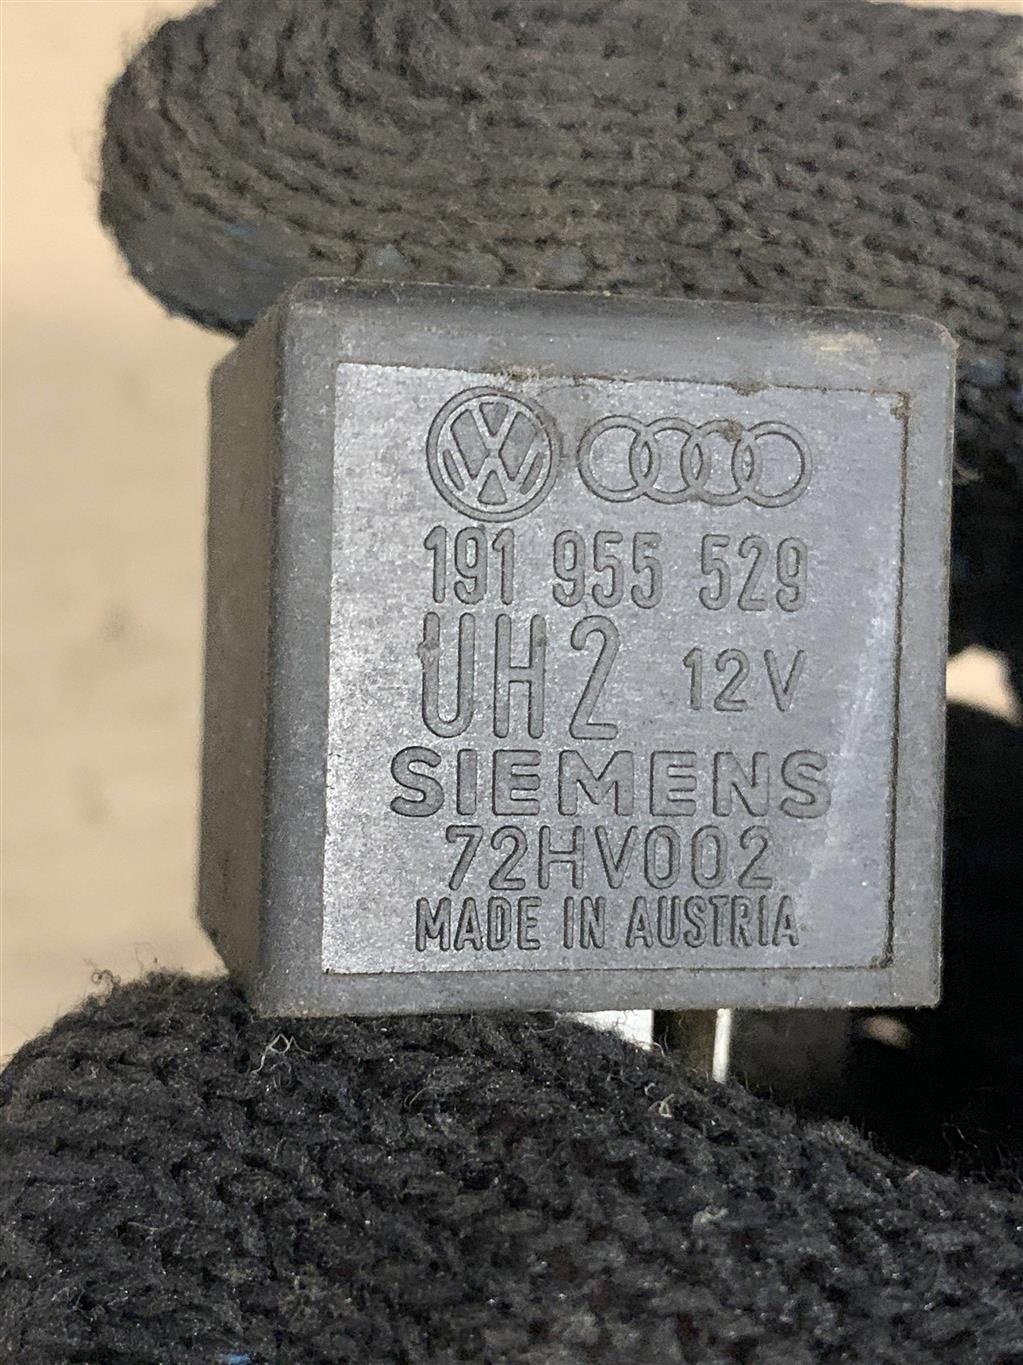 191 955 529
UH2 12V
SIEMENS
72HV002
MADE IN AUSTRIA